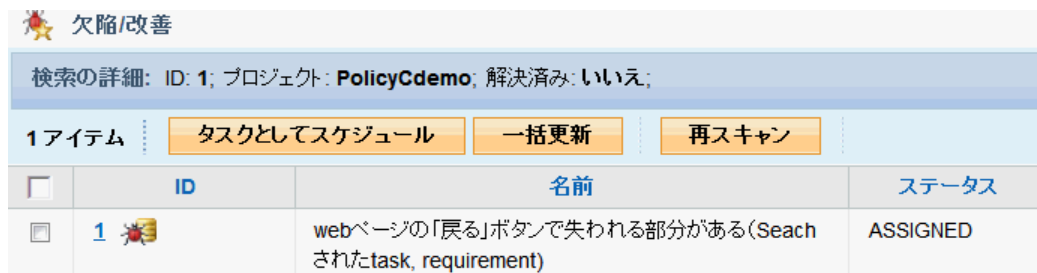 欠陥/改善
検索の詳細: ID: 1; プロジェクト: PolicyCdemo; 解決済み: いいえ;
1アイテム タスクとしてスケジュール 一括更新 再スキャン
ID 名前 ステータス
1 webページの「戻る」ボタンで失われる部分がある(Seach ASSIGNED
されたtask, requirement)